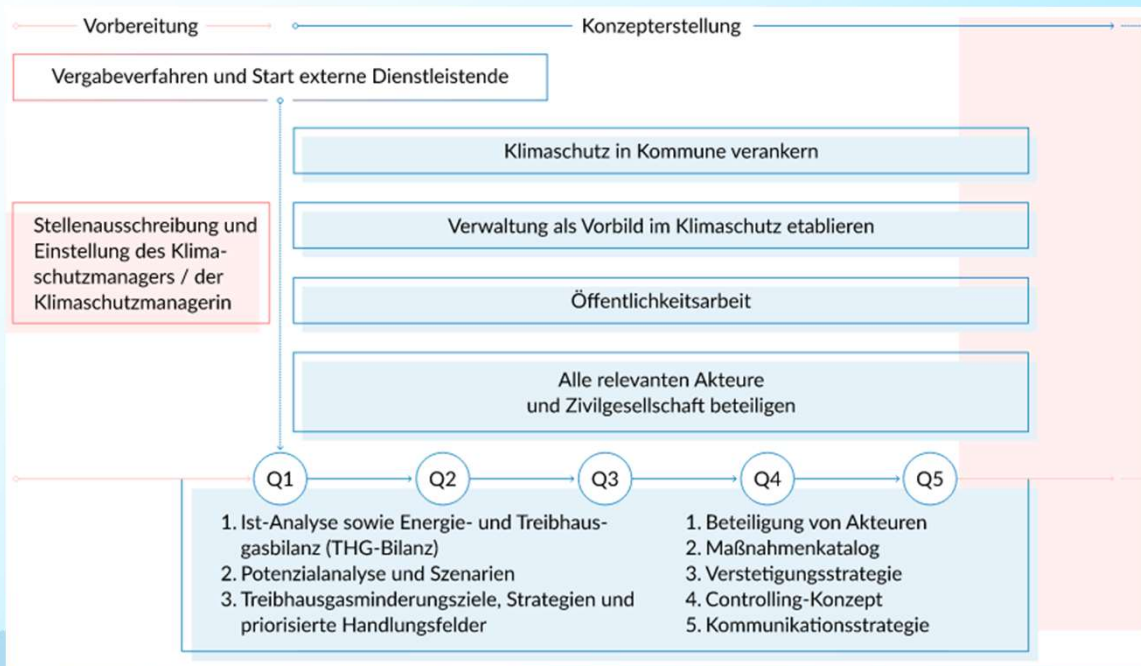 Vorbereitung
Konzepterstellung
Vergabeverfahren und Start externe Dienstleistende
Klimaschutz in Kommune verankern
Stellenausschreibung und
Einstellung des Klima-
schutzmanagers / der
Klimaschutzmanagerin
Verwaltung als Vorbild im Klimaschutz etablieren
Öffentlichkeitsarbeit
Alle relevanten Akteure
und Zivilgesellschaft beteiligen
Q1
Q2
Q3
Q4
Q5
1. Ist-Analyse sowie Energie- und Treibhaus-
gasbilanz (THG-Bilanz)
2. Potenzialanalyse und Szenarien
3. Treibhausgasminderungsziele, Strategien und
priorisierte Handlungsfelder
1. Beteiligung von Akteuren
2. Maßnahmenkatalog
3. Verstetigungsstrategie
4. Controlling-Konzept
5. Kommunikationsstrategie